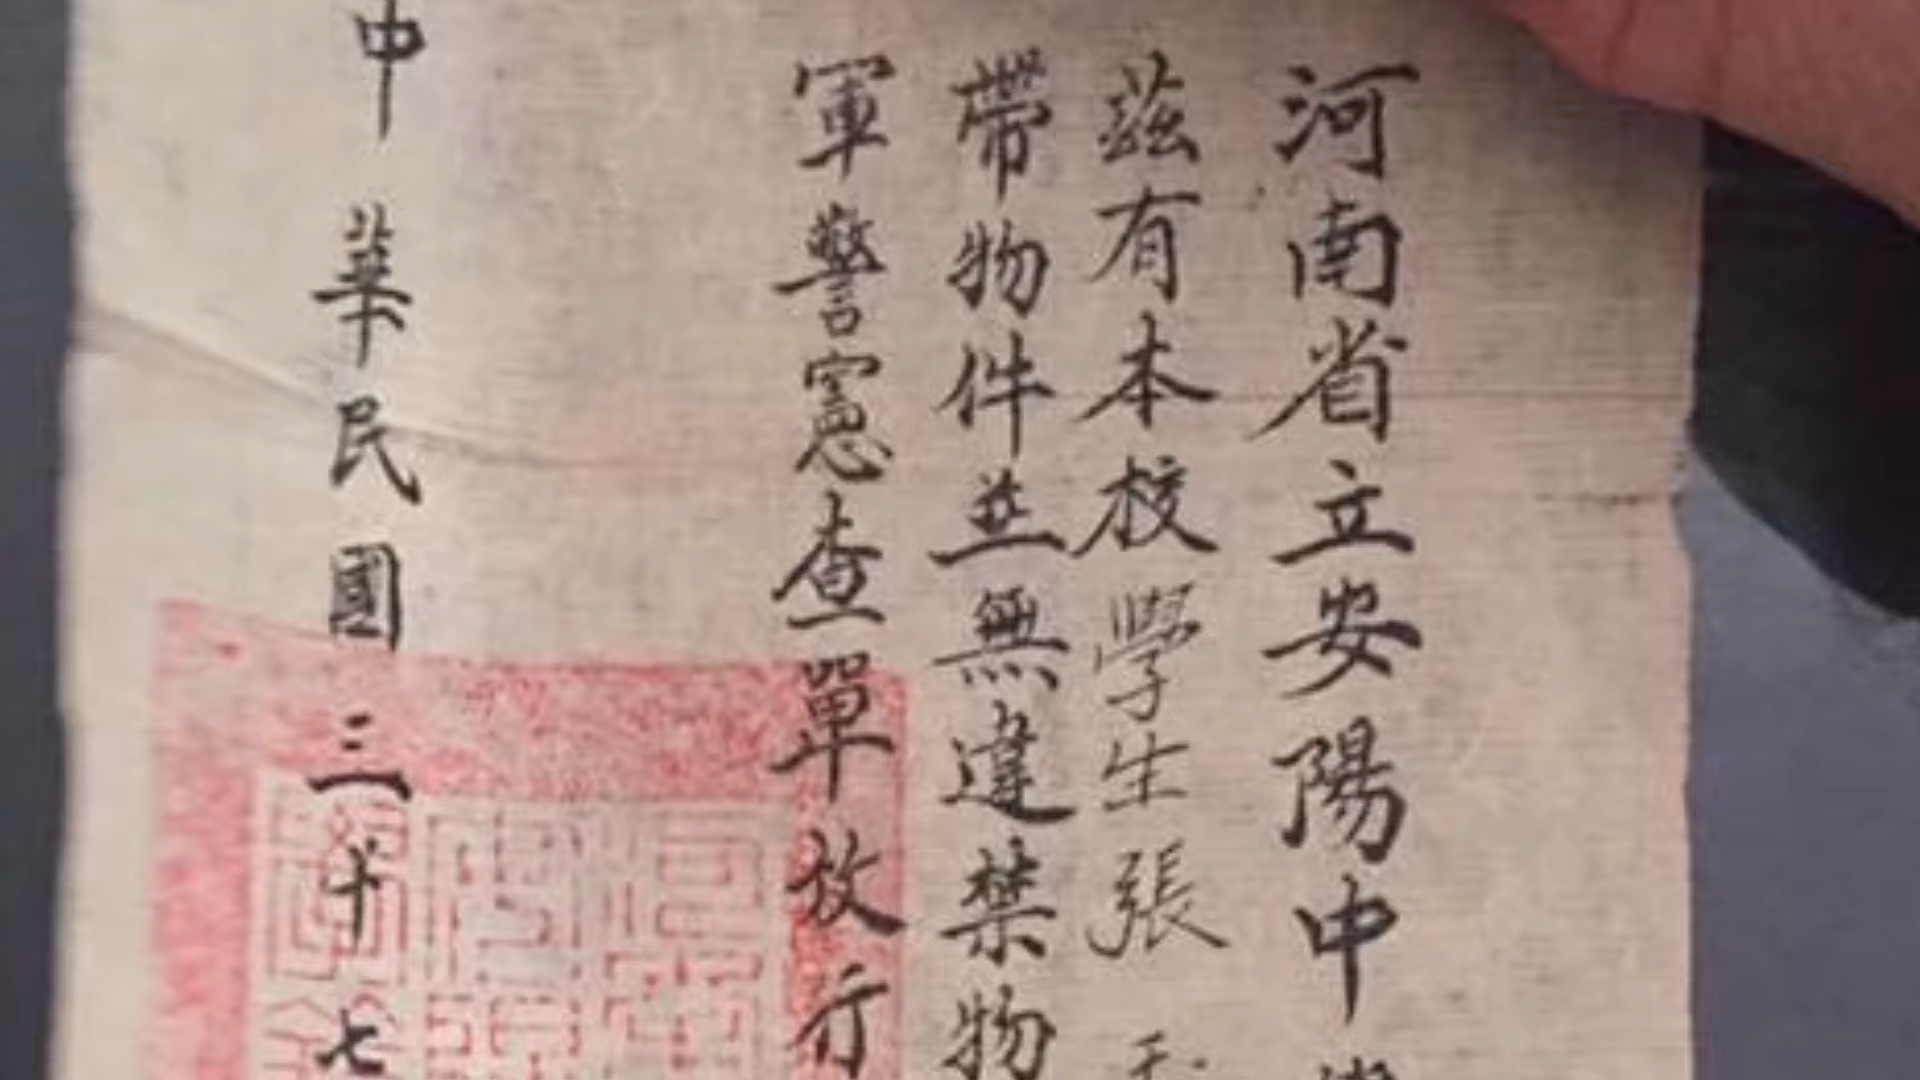 河南省立安陽中
茲有本校學生張
帶物件並無違禁物
軍警憲查單放行
中華民國三十七